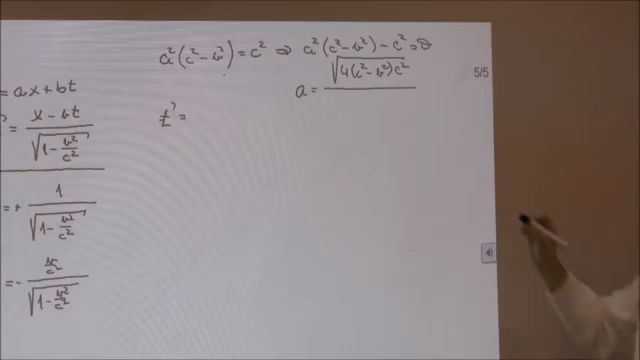 a²(c²-v²)=c² ⇒ a²(c²-v²)-c²=0
a = √4(c²-v²)c²
5/5
= ax+bt
= x-vt / √1-v²/c²
t' =
=+ 1 / √1-v²/c²
=- v/c² / √1-v²/c²